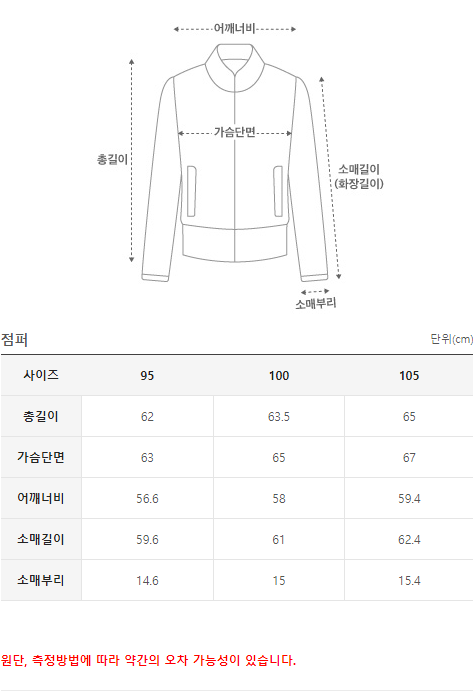 어깨너비
가슴단면
총길이
소매길이
(화장길이)
소매부리
점퍼 단위(cm)
사이즈 95 100 105
총길이 62 63.5 65
가슴단면 63 65 67
어깨너비 56.6 58 59.4
소매길이 59.6 61 62.4
소매부리 14.6 15 15.4
원단, 측정방법에 따라 약간의 오차 가능성이 있습니다.